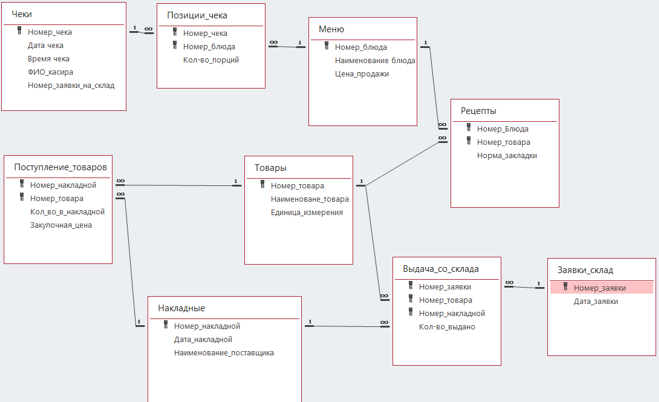 Чеки
Номер_чека
Дата чека
Время чека
ФИО_касира
Номер_заявки_на_склад
1
∞
Позиции_чека
Номер_чека
Номер_блюда
Кол-во_порций
∞
1
Меню
Номер_блюда
Наименование блюда
Цена_продажи
1
∞
∞
Рецепты
Номер_Блюда
Номер_товара
Норма_закладки
Поступление_товаров
Номер_накладной
Номер_товара
Кол_во_в_накладной
Закупочная_цена
∞
∞
1
Товары
Номер_товара
Наименоване_товара
Единица_измерения
1
∞
∞
Выдача_со_склада
Номер_заявки
Номер_товара
Номер_накладной
Кол-во_выдано
∞
1
Заявки_склад
Номер_заявки
Дата_заявки
1
Накладные
Номер_накладной
Дата_накладной
Наименование_поставщика
1